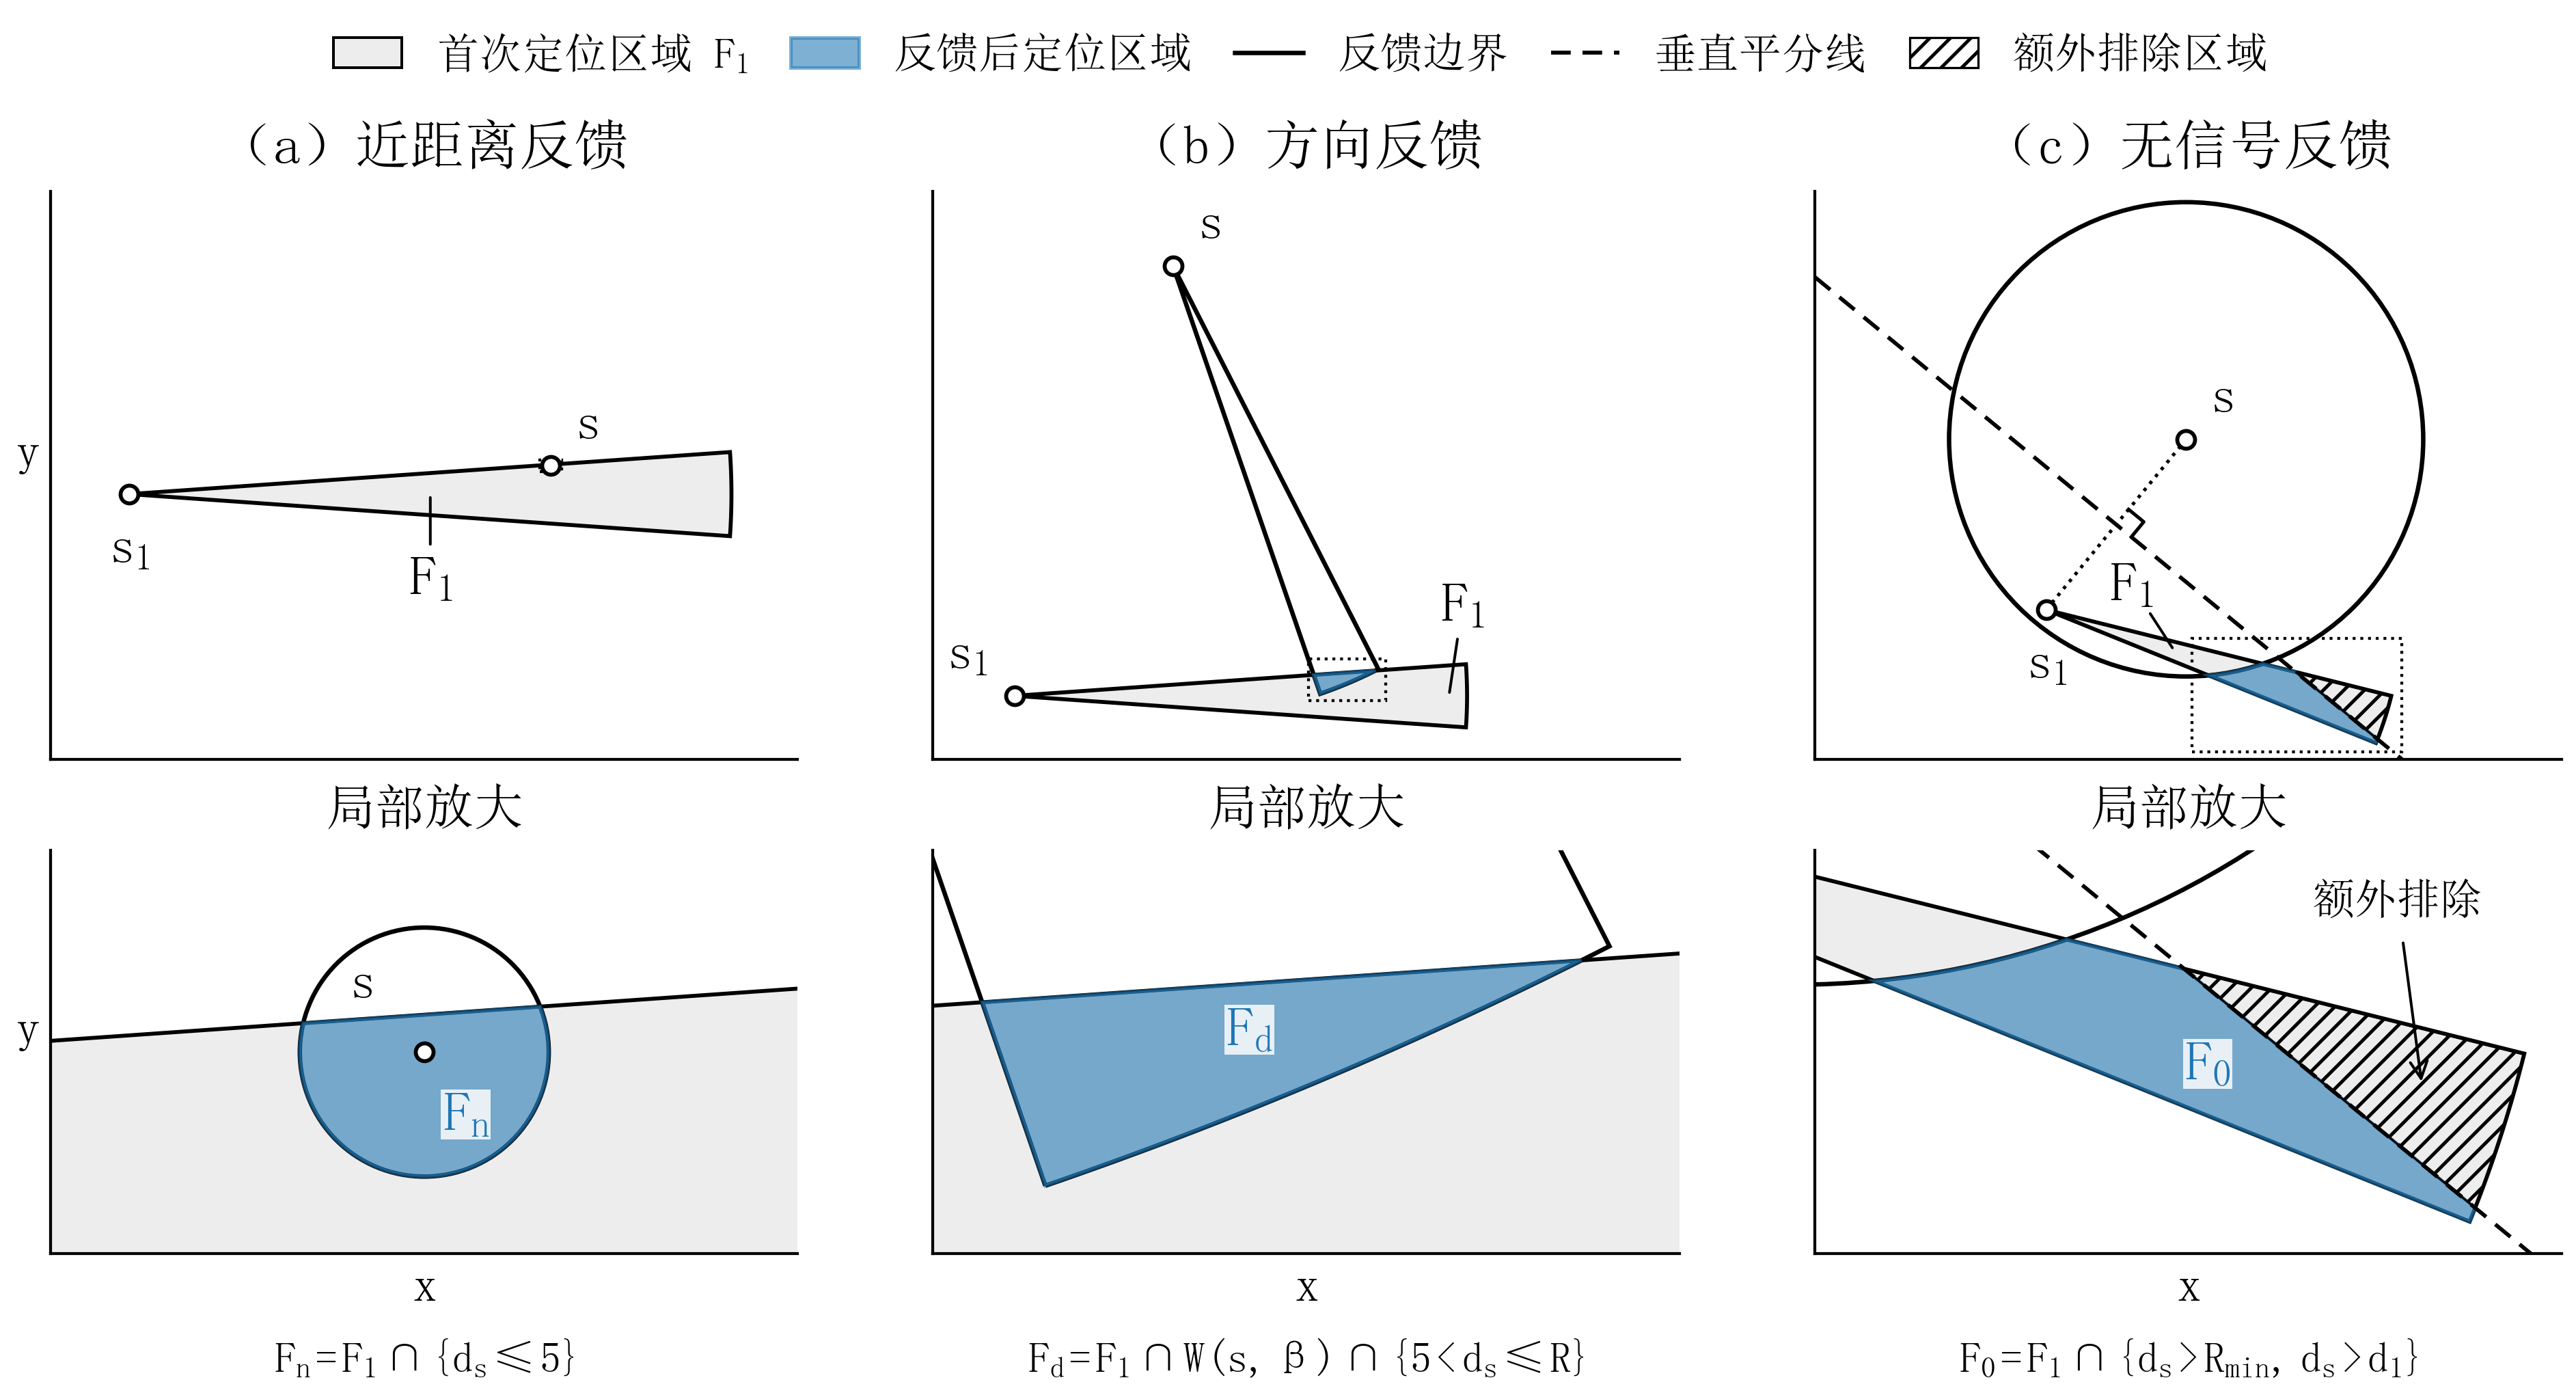 首次定位区域 F₁ 反馈后定位区域 反馈边界 垂直平分线 额外排除区域
（a）近距离反馈
（b）方向反馈
（c）无信号反馈
y
s
s₁
F₁
s
s₁
F₁
s
s₁
F₁
局部放大
局部放大
局部放大
y
s
Fₙ
x
F_d
x
额外排除
F₀
x
Fₙ=F₁∩{dₛ≤5}
F_d=F₁∩W(s, β)∩{5<dₛ≤R}
F₀=F₁∩{dₛ>R_min, dₛ>d₁}